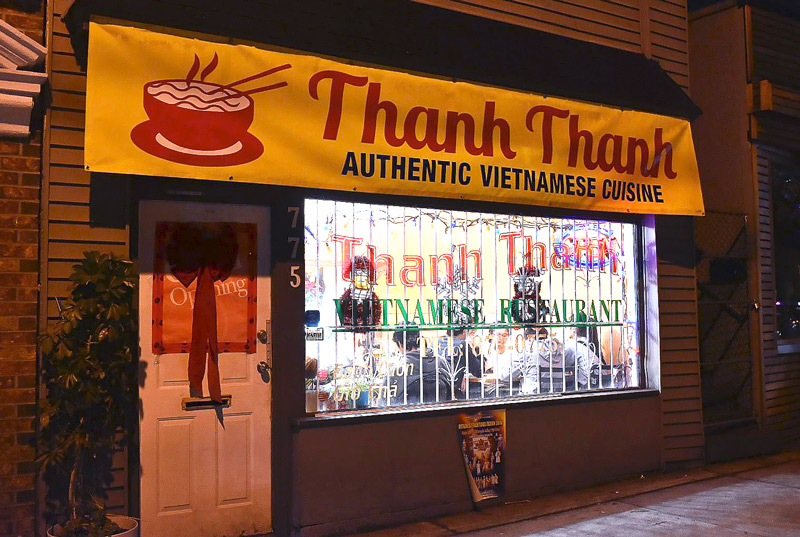 Thanh Thanh
AUTHENTIC VIETNAMESE CUISINE
775
Opening
Thanh Thanh
VIETNAMESE RESTAURANT